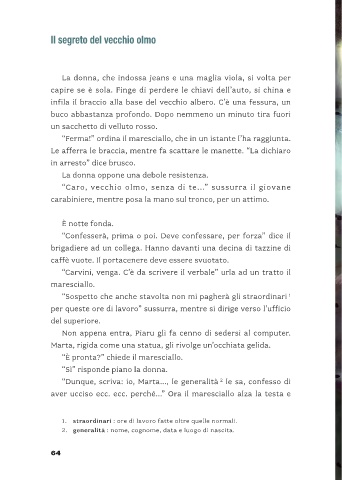 Il segreto del vecchio olmo
La donna, che indossa jeans e una maglia viola, si volta per
capire se è sola. Finge di perdere le chiavi dell'auto, si china e
infila il braccio alla base del vecchio albero. C'è una fessura, un
buco abbastanza profondo. Dopo nemmeno un minuto tira fuori
un sacchetto di velluto rosso.
"Ferma!" ordina il maresciallo, che in un istante l'ha raggiunta.
Le afferra le braccia, mentre fa scattare le manette. "La dichiaro
in arresto" dice brusco.
La donna oppone una debole resistenza.
"Caro, vecchio olmo, senza di te..." sussurra il giovane
carabiniere, mentre posa la mano sul tronco, per un attimo.
È notte fonda.
"Confesserà, prima o poi. Deve confessare, per forza" dice il
brigadiere ad un collega. Hanno davanti una decina di tazzine di
caffè vuote. Il portacenere deve essere svuotato.
"Carvini, venga. C'è da scrivere il verbale" urla ad un tratto il
maresciallo.
"Sospetto che anche stavolta non mi pagherà gli straordinari 1
per queste ore di lavoro" sussurra, mentre si dirige verso l'ufficio
del superiore.
Non appena entra, Piaru gli fa cenno di sedersi al computer.
Marta, rigida come una statua, gli rivolge un'occhiata gelida.
"È pronta?" chiede il maresciallo.
"Sì" risponde piano la donna.
"Dunque, scriva: io, Marta..., le generalità 2 le sa, confesso di
aver ucciso ecc. ecc. perché..." Ora il maresciallo alza la testa e
1. straordinari : ore di lavoro fatte oltre quelle normali.
2. generalità : nome, cognome, data e luogo di nascita.
64